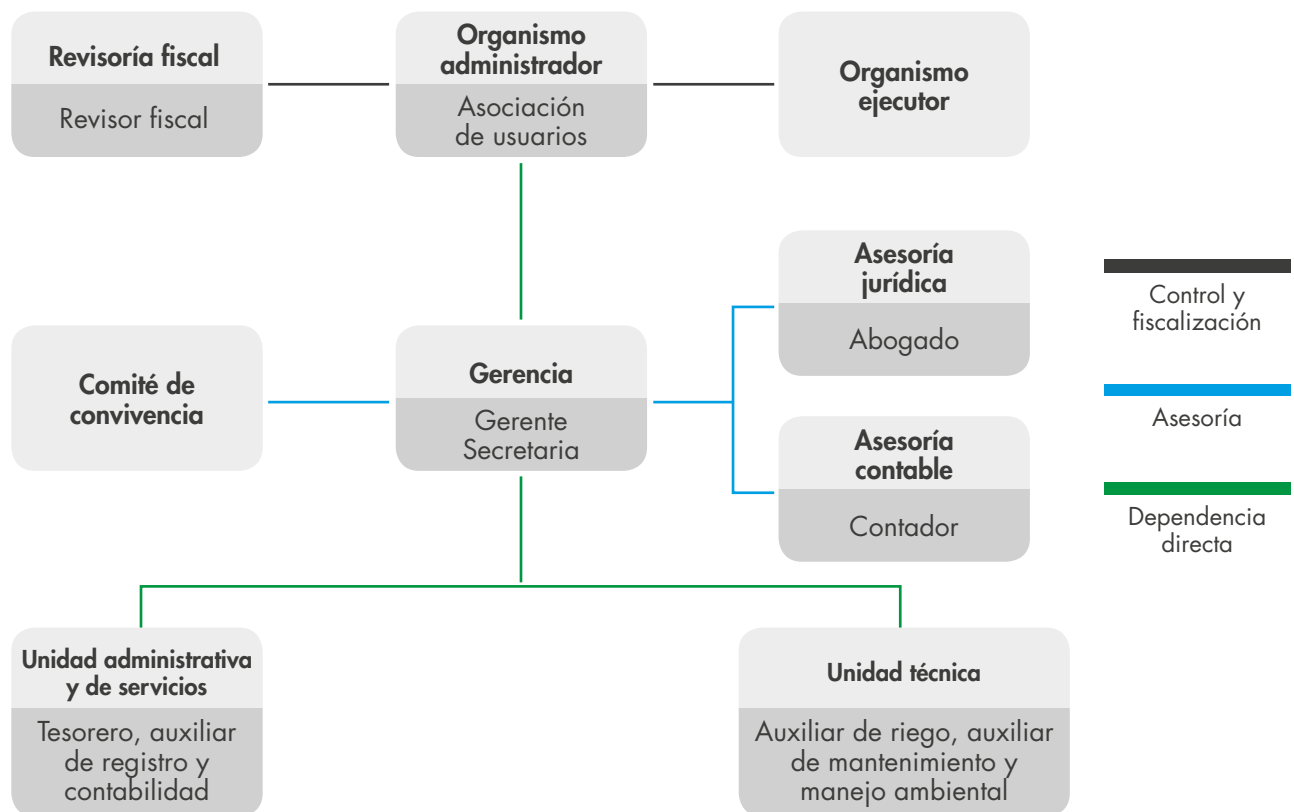 Revisoría fiscal
Revisor fiscal
Organismo
administrador
Asociación
de usuarios
Organismo
ejecutor
Asesoría
jurídica
Abogado
Control y
fiscalización
Comité de
convivencia
Gerencia
Gerente
Secretaria
Asesoría
contable
Contador
Asesoría
Dependencia
directa
Unidad administrativa
y de servicios
Tesorero, auxiliar
de registro y
contabilidad
Unidad técnica
Auxiliar de riego, auxiliar
de mantenimiento y
manejo ambiental